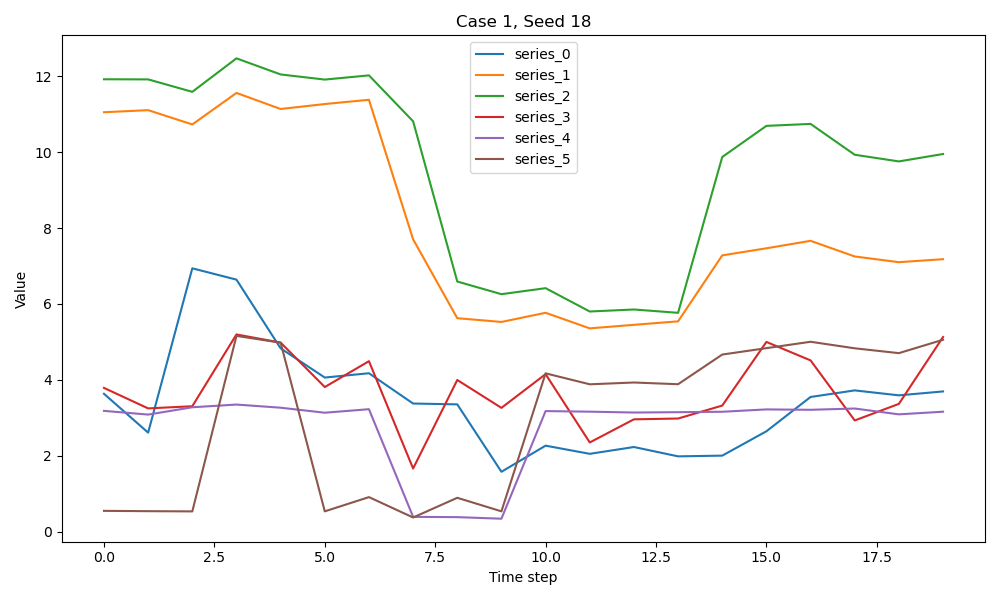 Case 1, Seed 18
series_0
series_1
series_2
series_3
series_4
series_5
Value
12
10
8
6
4
2
0
0.0 2.5 5.0 7.5 10.0 12.5 15.0 17.5
Time step